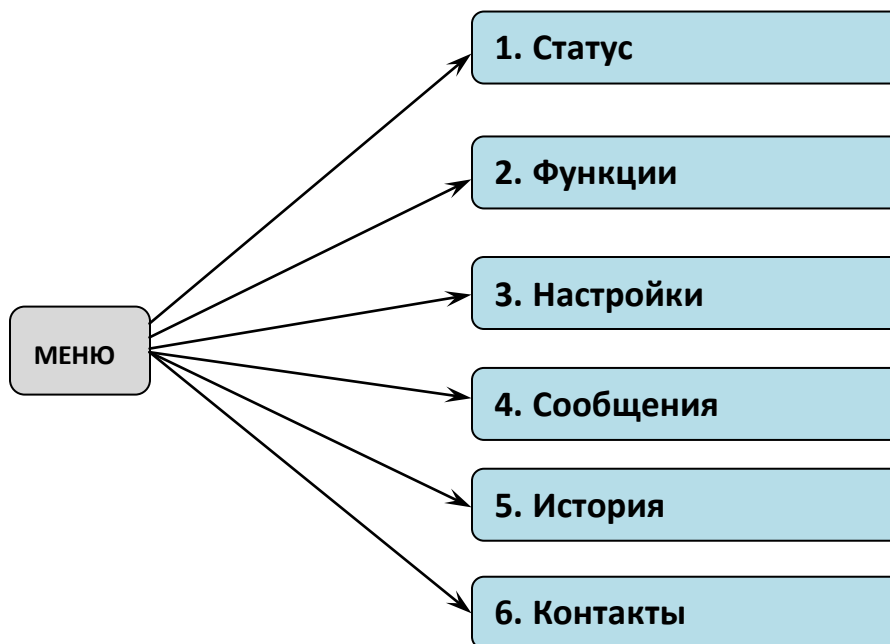 1. Статус
2. Функции
3. Настройки
МЕНЮ
4. Сообщения
5. История
6. Контакты